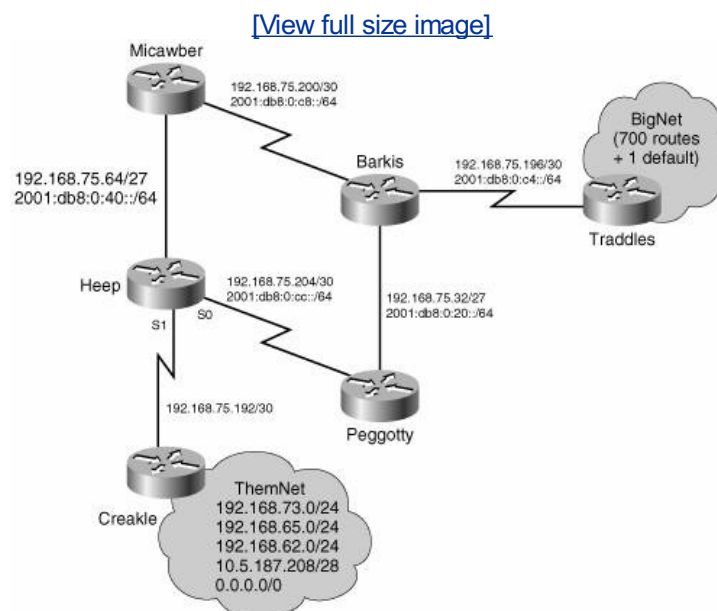 [View full size image]
Micawber
192.168.75.200/30
2001:db8:0:c8::/64
BigNet
(700 routes
+ 1 default)
Barkis
192.168.75.196/30
2001:db8:0:c4::/64
192.168.75.64/27
2001:db8:0:40::/64
Traddles
Heep
192.168.75.204/30
2001:db8:0:cc::/64
192.168.75.32/27
2001:db8:0:20::/64
S1
S0
192.168.75.192/30
Peggotty
Creakle
ThemNet
192.168.73.0/24
192.168.65.0/24
192.168.62.0/24
10.5.187.208/28
0.0.0.0/0